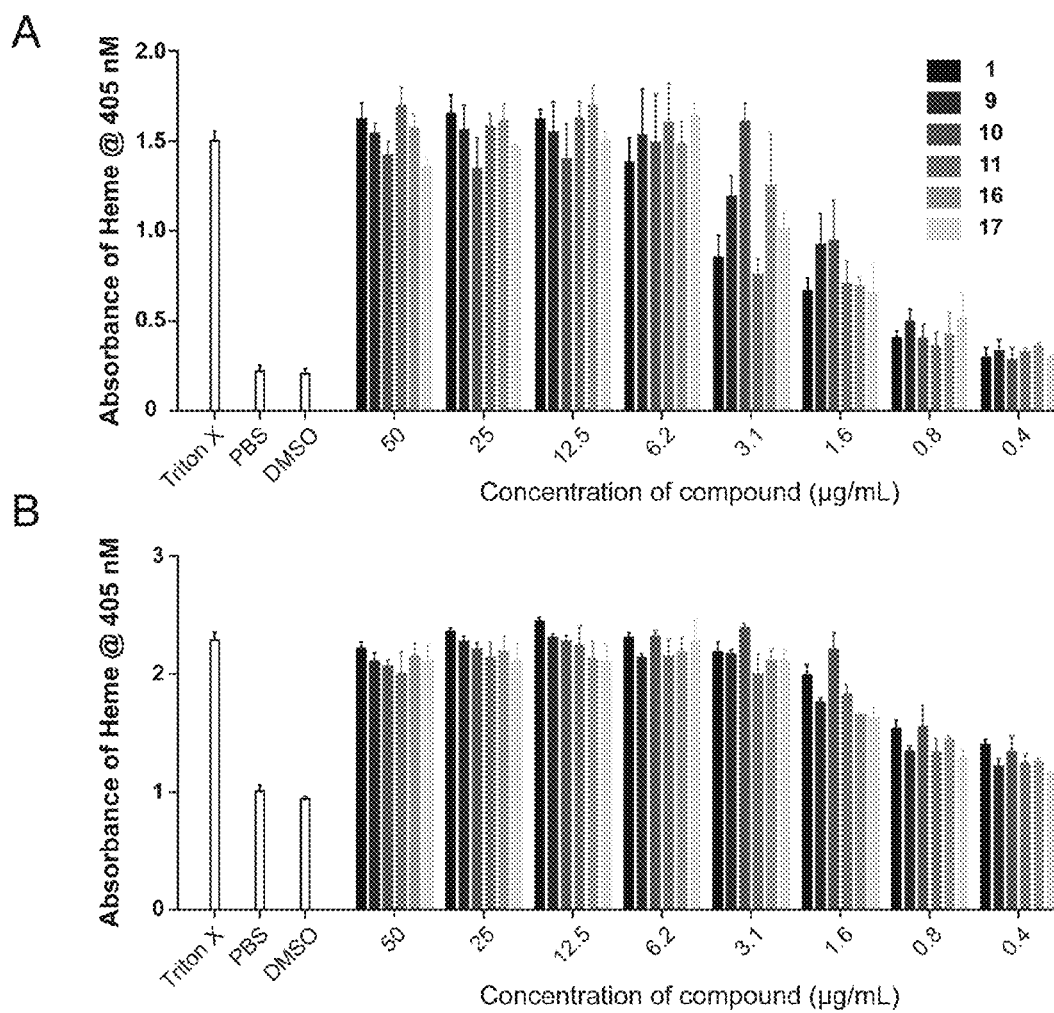 A
Absorbance of Heme @ 405 nM
2.0
1.5
1.0
0.5
0
1
9
10
11
16
17
Triton X
PBS
DMSO
50
25
12.5
6.2
3.1
1.6
0.8
0.4
Concentration of compound (µg/mL)
B
Absorbance of Heme @ 405 nM
3
2
1
0
Triton X
PBS
DMSO
50
25
12.5
6.2
3.1
1.6
0.8
0.4
Concentration of compound (µg/mL)